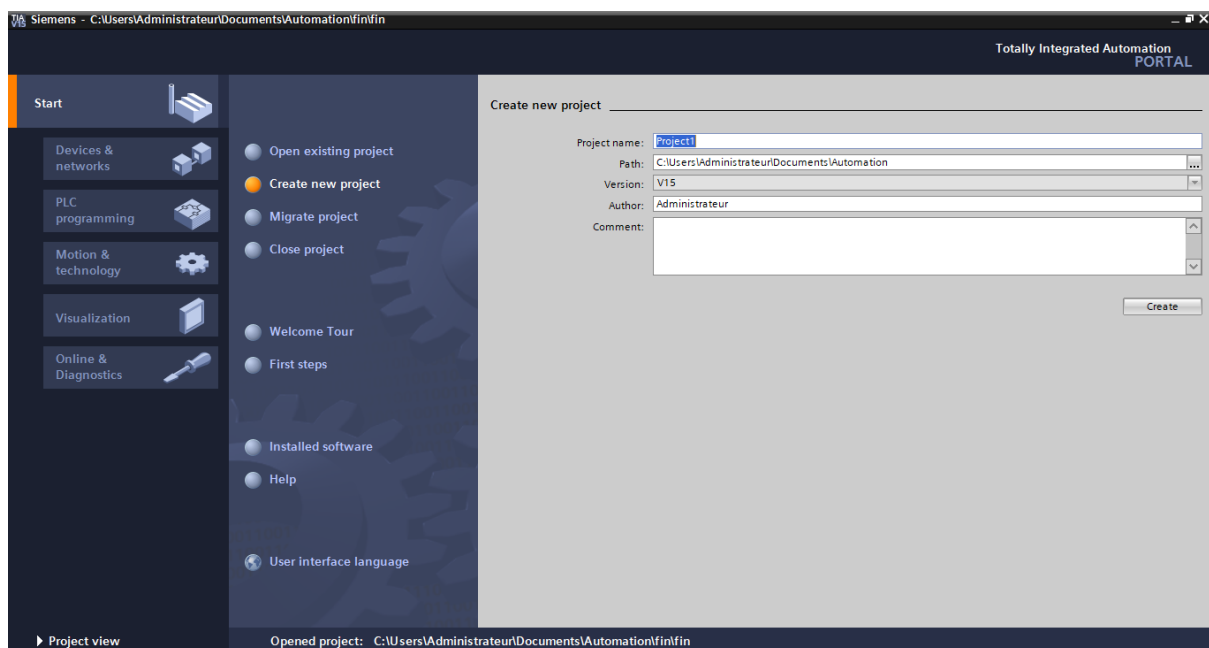 Siemens - C:\Users\Administrateur\Documents\Automation\fin\fin
Totally Integrated Automation
PORTAL
Start
Devices &
networks
PLC
programming
Motion &
technology
Visualization
Online &
Diagnostics
Open existing project
Create new project
Migrate project
Close project
Welcome Tour
First steps
Installed software
Help
User interface language
Create new project
Project name: Project1
Path: C:\Users\Administrateur\Documents\Automation
...
Version: V15
Author: Administrateur
Comment:
Create
Project view
Opened project: C:\Users\Administrateur\Documents\Automation\fin\fin